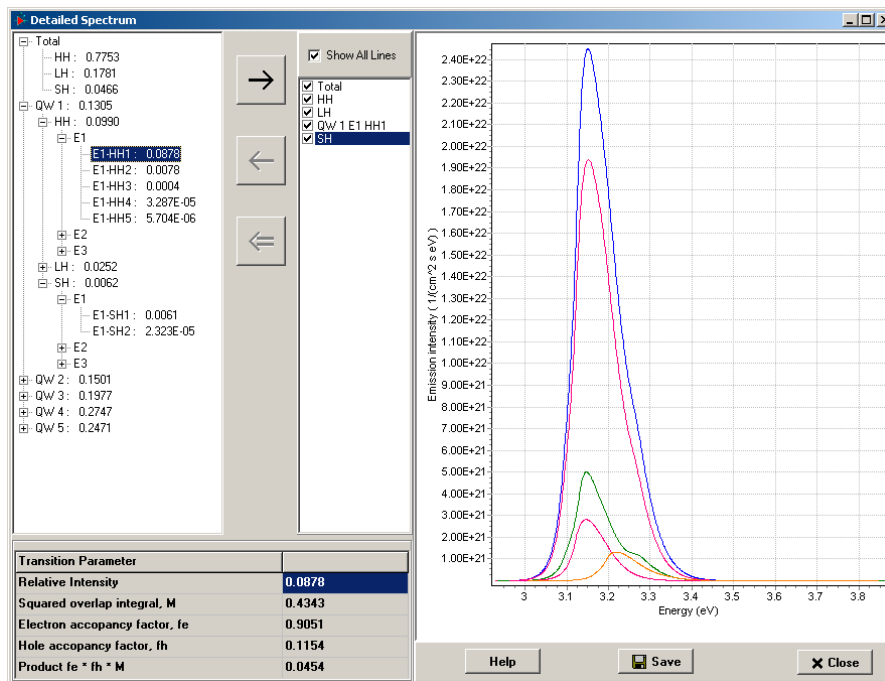 Detailed Spectrum
Total
HH : 0.7753
LH : 0.1781
SH : 0.0466
QW 1 : 0.1305
HH : 0.0990
E1
E1-HH1 : 0.0878
E1-HH2 : 0.0078
E1-HH3 : 0.0004
E1-HH4 : 3.287E-05
E1-HH5 : 5.704E-06
E2
E3
LH : 0.0252
SH : 0.0062
E1
E1-SH1 : 0.0061
E1-SH2 : 2.323E-05
E2
E3
QW 2 : 0.1501
QW 3 : 0.1977
QW 4 : 0.2747
QW 5 : 0.2471
Show All Lines
Total
HH
LH
QW 1 E1 HH1
SH
Emission intensity ( 1/(cm^2 s eV))
2.40E+22
2.30E+22
2.20E+22
2.10E+22
2.00E+22
1.90E+22
1.80E+22
1.70E+22
1.60E+22
1.50E+22
1.40E+22
1.30E+22
1.20E+22
1.10E+22
1.00E+22
9.00E+21
8.00E+21
7.00E+21
6.00E+21
5.00E+21
4.00E+21
3.00E+21
2.00E+21
1.00E+21
3 3.1 3.2 3.3 3.4 3.5 3.6 3.7 3.8
Energy (eV)
Transition Parameter
Relative Intensity 0.0878
Squared overlap integral, M 0.4343
Electron accopancy factor, fe 0.9051
Hole accopancy factor, fh 0.1154
Product fe * fh * M 0.0454
Help Save Close